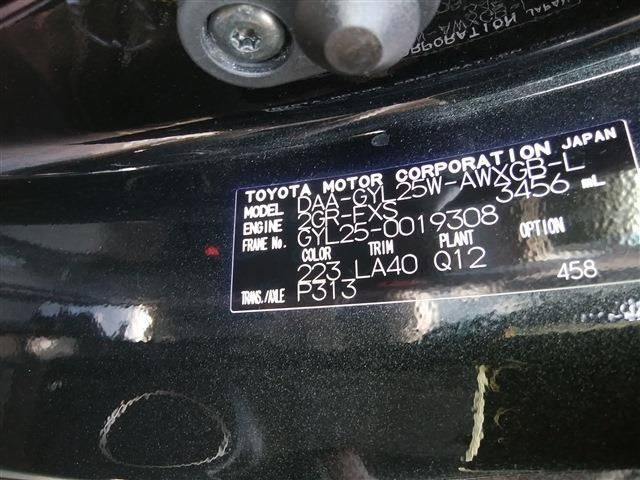 TOYOTA MOTOR CORPORATION JAPAN
MODEL DAA-GYL25W-AWXGB-L
ENGINE 2GR-FXS 3456 mL
FRAME No. GYL25-0019308
COLOR TRIM PLANT OPTION
223 LA40 Q12
TRANS./AXLE P313 458